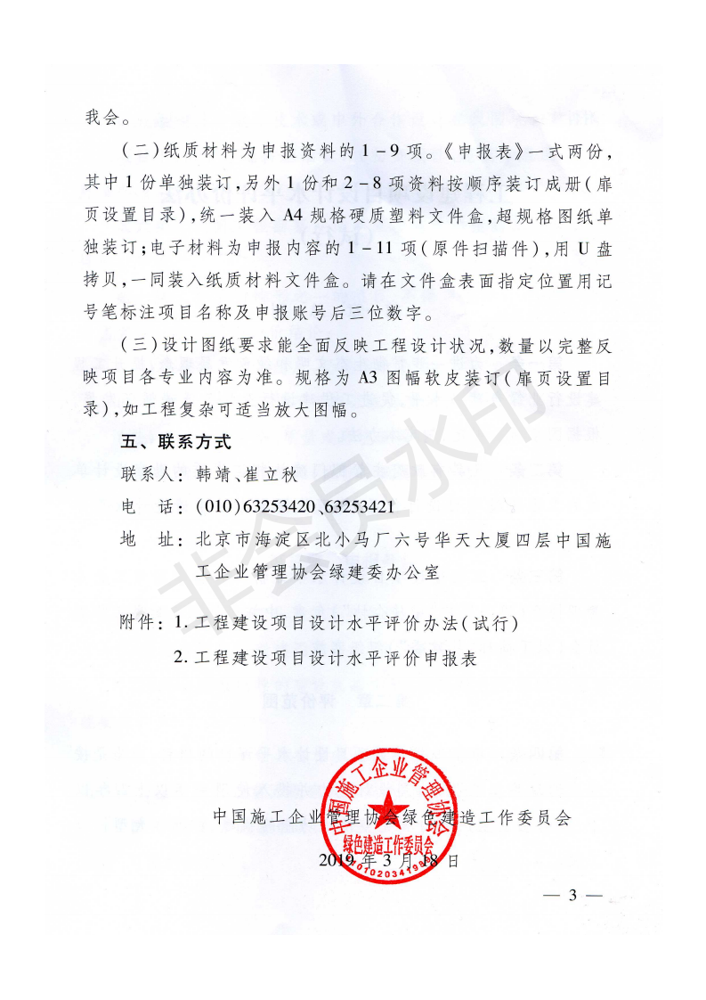 我会。
(二)纸质材料为申报资料的1－9项。《申报表》一式两份，
其中1份单独装订，另外1份和2－8项资料按顺序装订成册(扉
页设置目录)，统一装入A4规格硬质塑料文件盒，超规格图纸单
独装订；电子材料为申报内容的1－11项(原件扫描件)，用U盘
拷贝，一同装入纸质材料文件盒。请在文件盒表面指定位置用记
号笔标注项目名称及申报账号后三位数字。
(三)设计图纸要求能全面反映工程设计状况，数量以完整反
映项目各专业内容为准。规格为A3图幅软皮装订(扉页设置目
录)，如工程复杂可适当放大图幅。
五、联系方式
联系人：韩靖、崔立秋
电　话：(010)63253420、63253421
地　址：北京市海淀区北小马厂六号华天大厦四层中国施
工企业管理协会绿建委办公室
附件：1.工程建设项目设计水平评价办法(试行)
2.工程建设项目设计水平评价申报表
中国施工企业管理协会绿色建造工作委员会
2019年3月18日
中国施工企业管理协会
绿色建造工作委员会
— 3 —
非会员水印